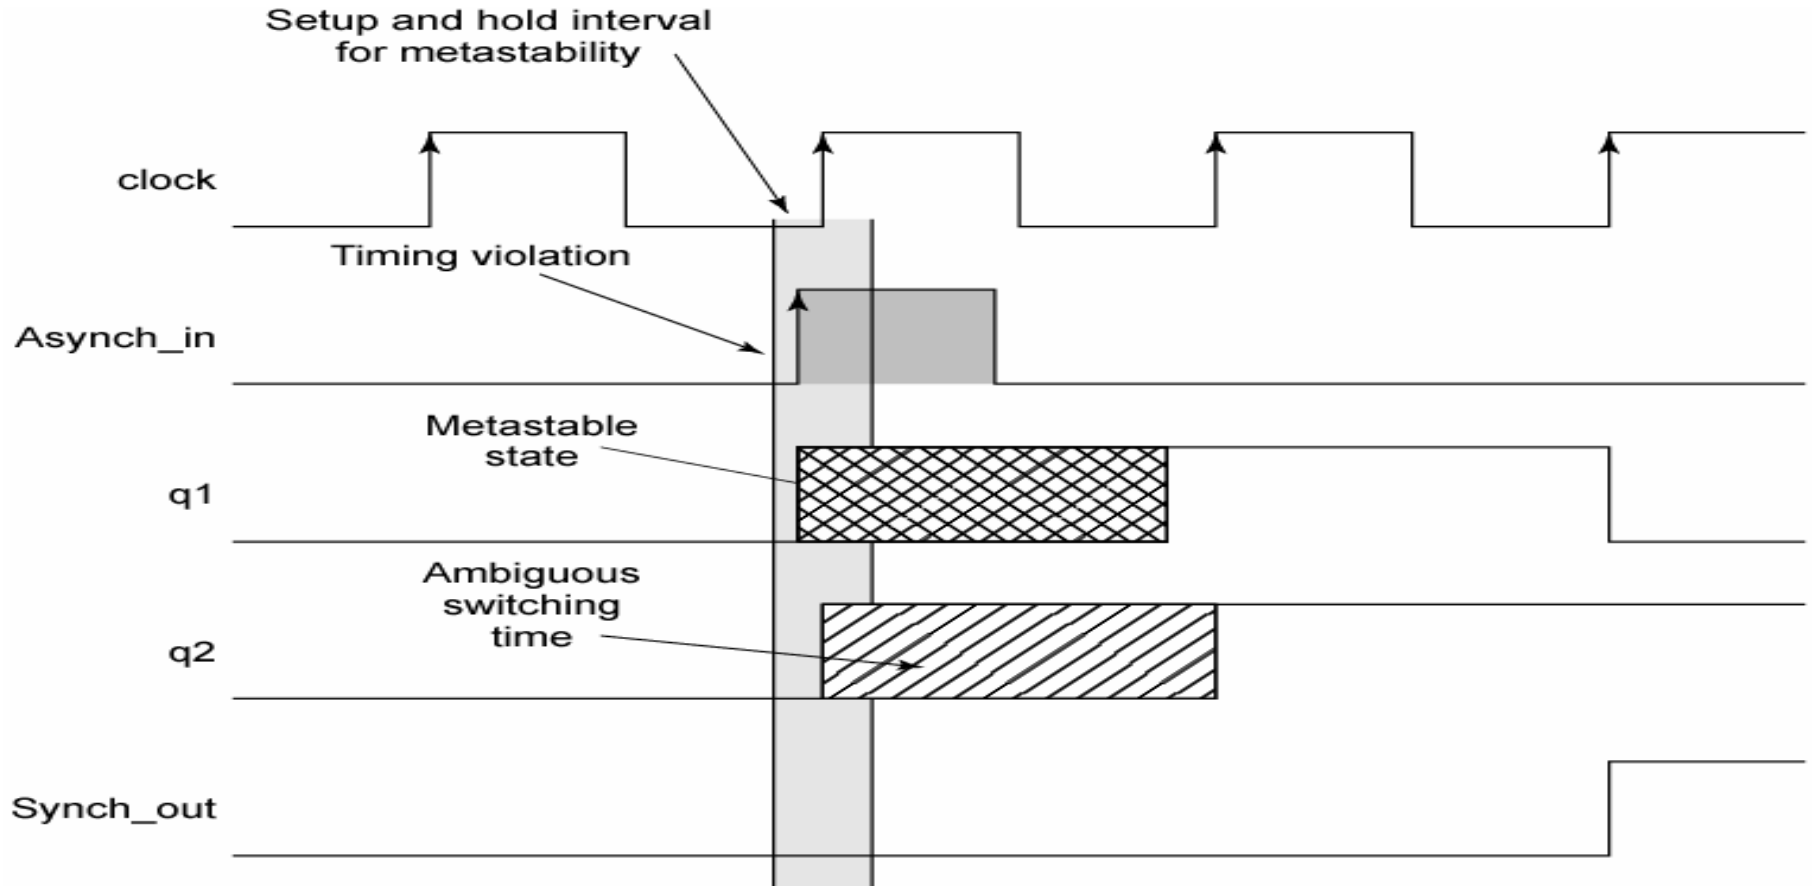 Setup and hold interval
for metastability
clock
Timing violation
Asynch_in
Metastable
state
q1
Ambiguous
switching
time
q2
Synch_out